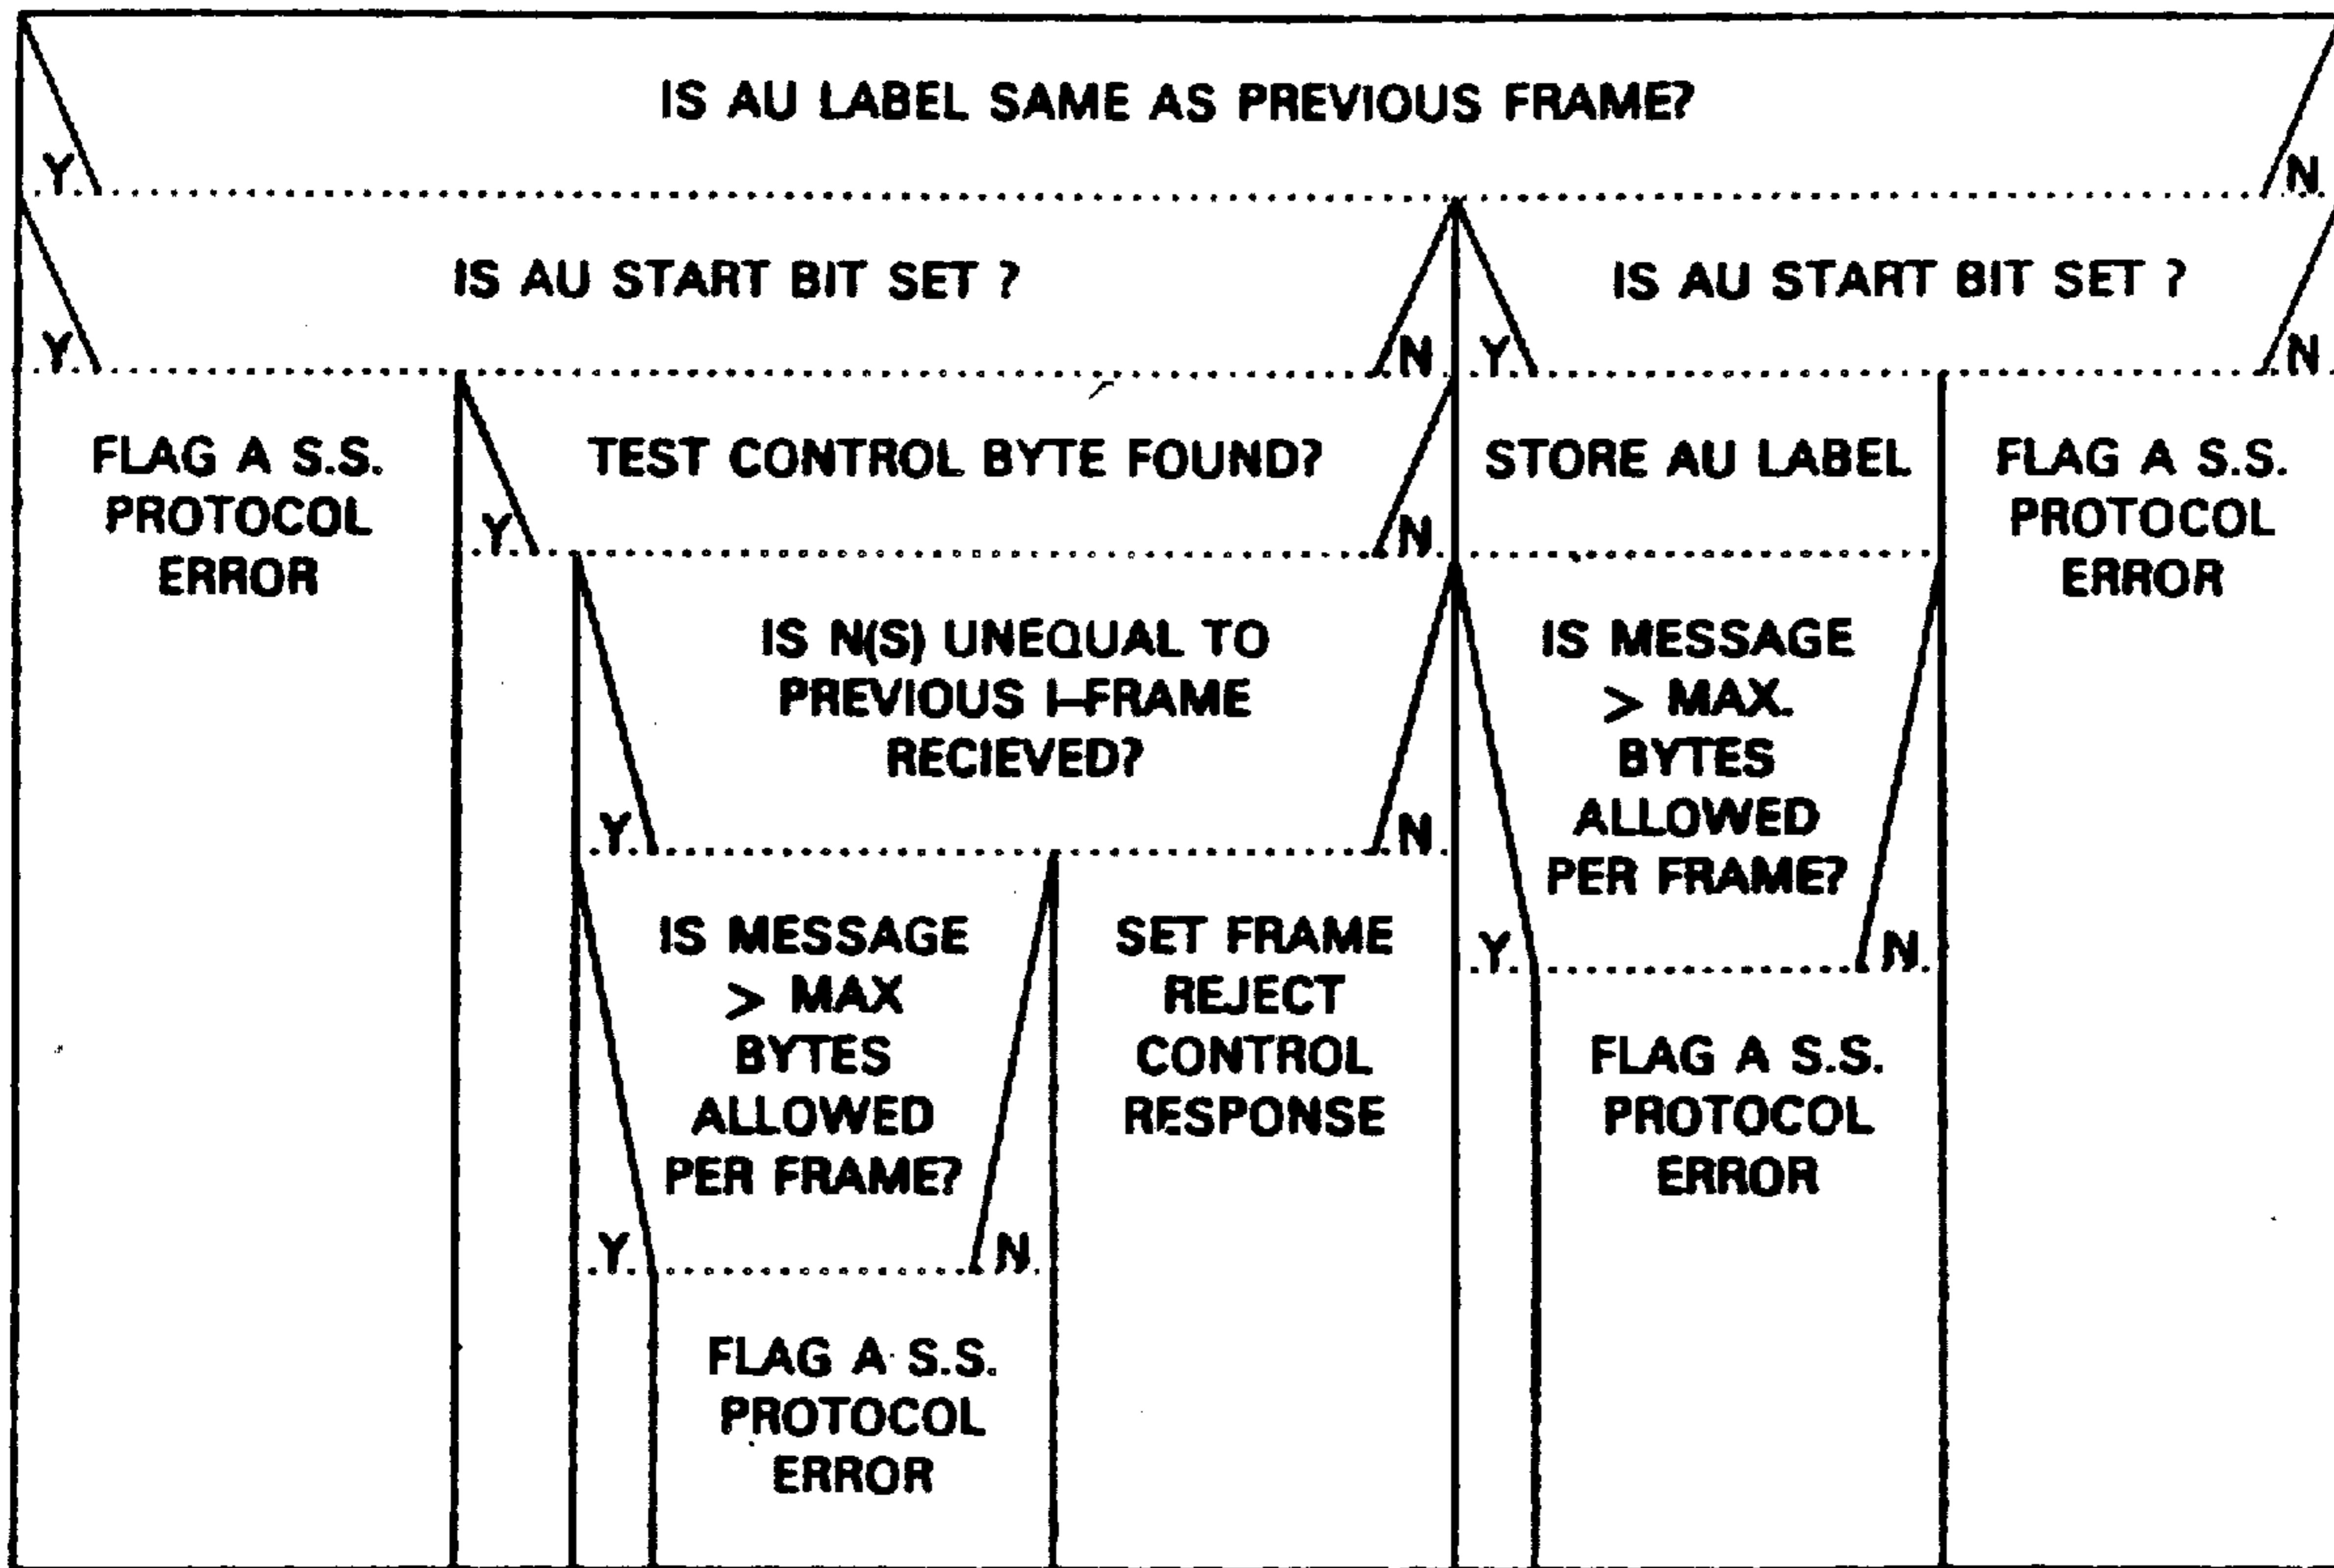 IS AU LABEL SAME AS PREVIOUS FRAME?
Y
N
IS AU START BIT SET ?
Y
N
IS AU START BIT SET ?
Y
N
FLAG A S.S.
PROTOCOL
ERROR
TEST CONTROL BYTE FOUND?
Y
N
STORE AU LABEL
FLAG A S.S.
PROTOCOL
ERROR
IS N(S) UNEQUAL TO
PREVIOUS I-FRAME
RECIEVED?
Y
N
IS MESSAGE
> MAX.
BYTES
ALLOWED
PER FRAME?
Y
N
IS MESSAGE
> MAX
BYTES
ALLOWED
PER FRAME?
Y
N
SET FRAME
REJECT
CONTROL
RESPONSE
FLAG A S.S.
PROTOCOL
ERROR
FLAG A S.S.
PROTOCOL
ERROR